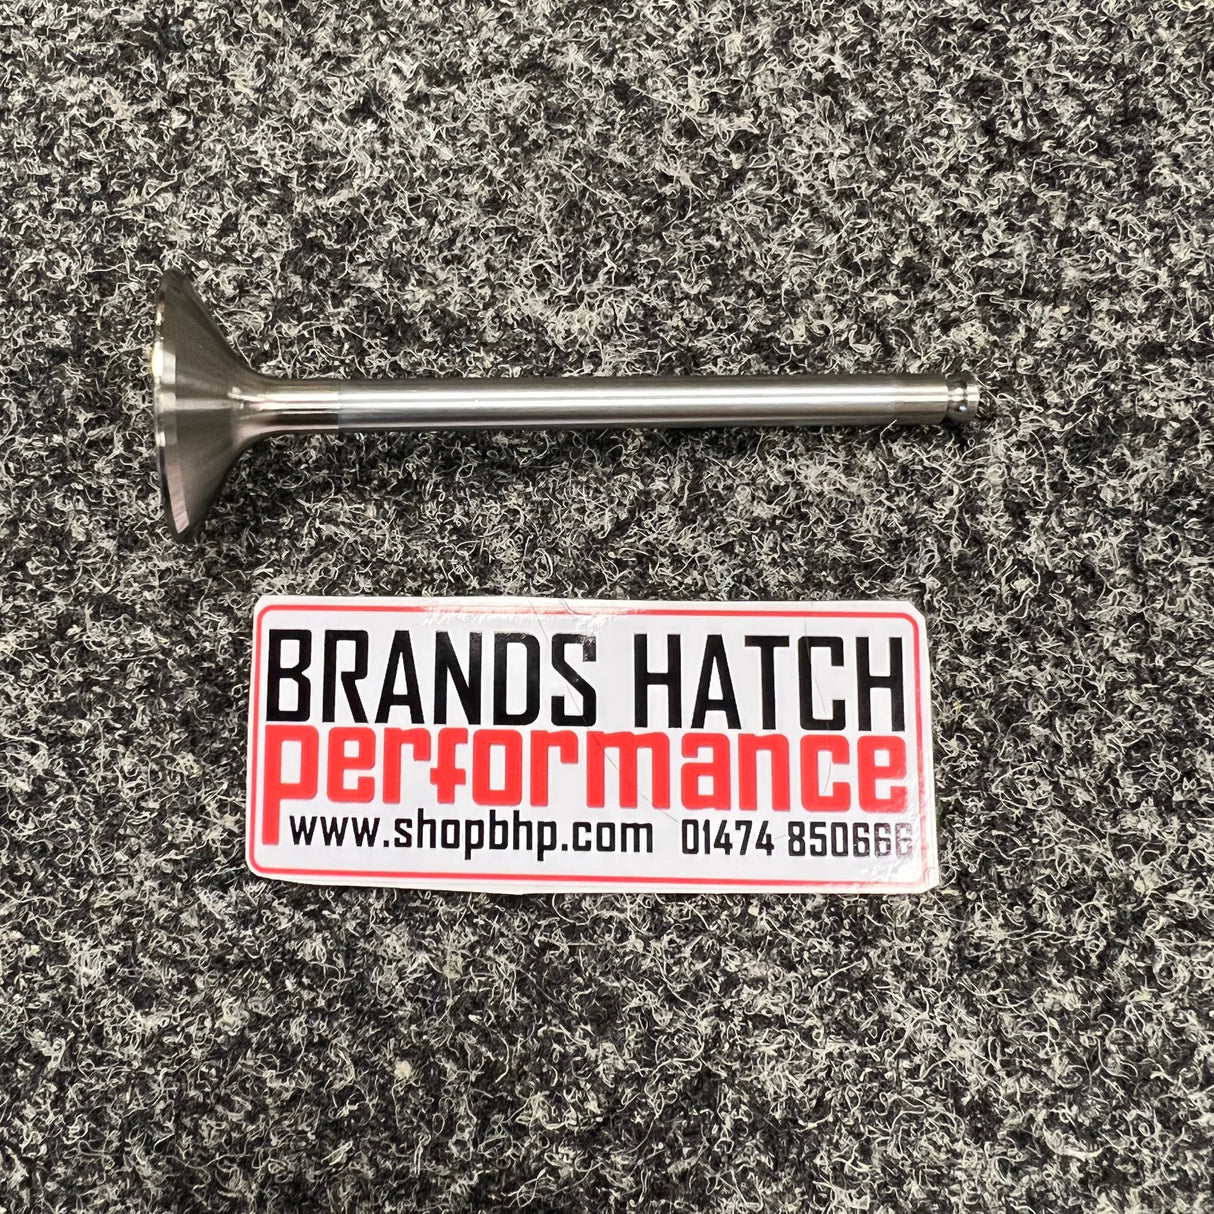 BRANDS HATCH
performance
www.shopbhp.com 01474 850666